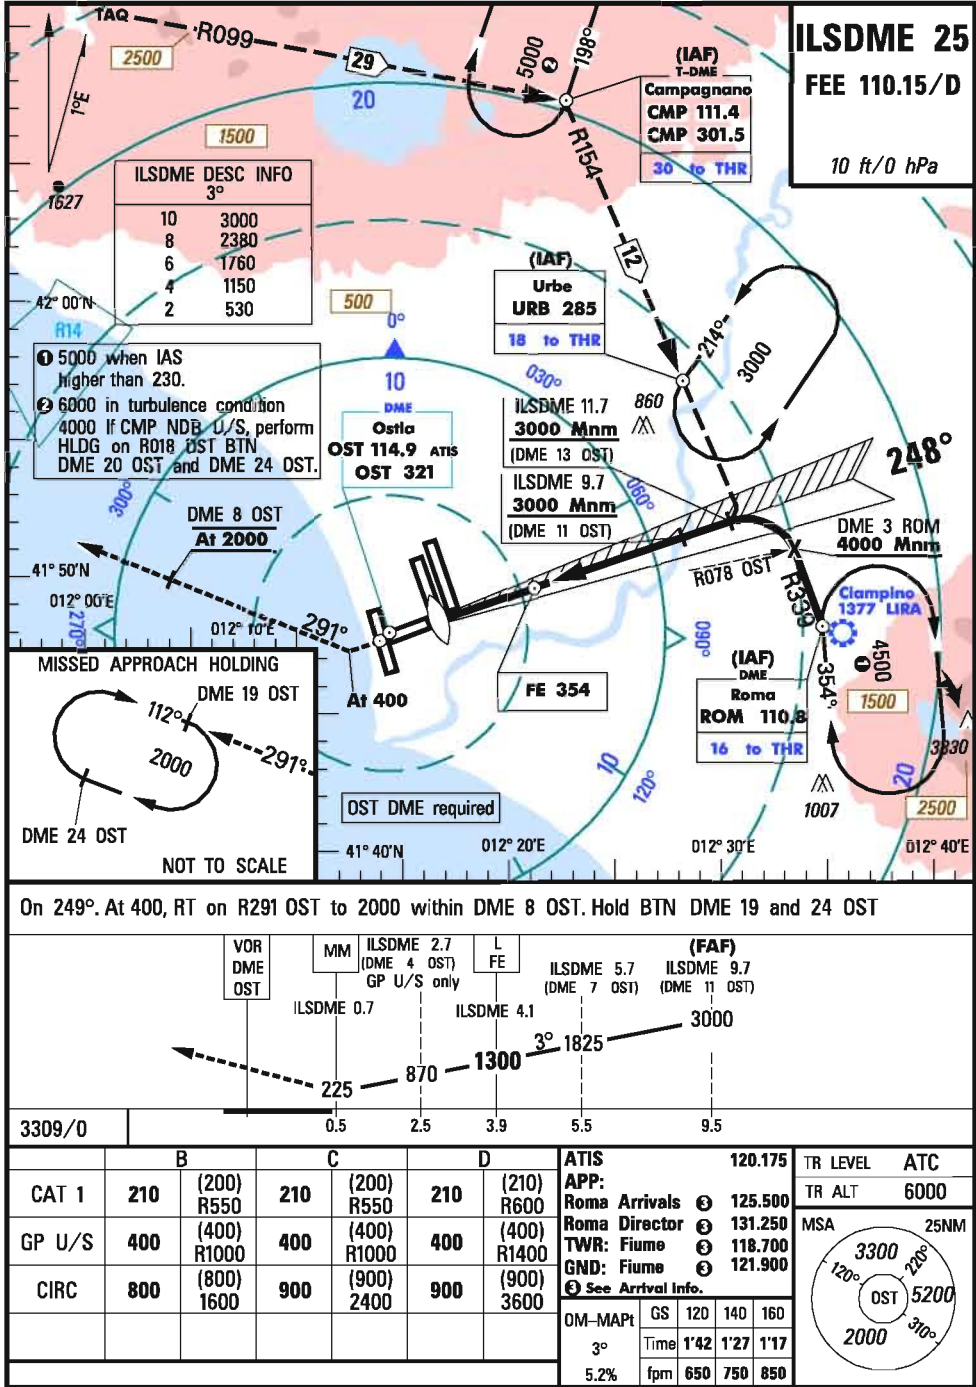 TAQ
R099
29
2500
1°E
20
5000
❷
198°
(IAF)
T-DME
Campagnano
CMP 111.4
CMP 301.5
30 to THR
ILSDME 25
FEE 110.15/D
10 ft/0 hPa
1500
1627
ILSDME DESC INFO
3°
10 3000
8 2380
6 1760
4 1150
2 530
R154
12
(IAF)
Urbe
URB 285
18 to THR
214°
3000
42° 00'N
R14
500
0°
10
030°
❶ 5000 when IAS
higher than 230.
❷ 6000 in turbulence condition
4000 If CMP NDB U/S, perform
HLDG on R018 OST BTN
DME 20 OST and DME 24 OST.
DME
Ostia
OST 114.9 ATIS
OST 321
ILSDME 11.7
3000 Mnm
(DME 13 OST)
860
ILSDME 9.7
3000 Mnm
(DME 11 OST)
248°
300°
060°
DME 8 OST
At 2000
DME 3 ROM
4000 Mnm
R078 OST
R339
41° 50'N
012° 00'E
270°
012° 10'E
291°
At 400
FE 354
090°
Ciampino
1377 LIRA
(IAF)
DME
Roma
ROM 110.8
16 to THR
354°
❶
4500
1500
3330
MISSED APPROACH HOLDING
DME 19 OST
112°
2000
291°
DME 24 OST
NOT TO SCALE
10
120°
1007
20
2500
OST DME required
41° 40'N
012° 20'E
012° 30'E
012° 40'E
On 249°. At 400, RT on R291 OST to 2000 within DME 8 OST. Hold BTN DME 19 and 24 OST
VOR
DME
OST
MM
ILSDME 0.7
ILSDME 2.7
(DME 4 OST)
GP U/S only
L
FE
ILSDME 4.1
ILSDME 5.7
(DME 7 OST)
(FAF)
ILSDME 9.7
(DME 11 OST)
225
870
1300
3°
1825
3000
3309/0
0.5 2.5 3.9 5.5 9.5
B C D
CAT 1 210 (200) R550 210 (200) R550 210 (210) R600
GP U/S 400 (400) R1000 400 (400) R1000 400 (400) R1400
CIRC 800 (800) 1600 900 (900) 2400 900 (900) 3600
ATIS 120.175
APP:
Roma Arrivals ❸ 125.500
Roma Director ❸ 131.250
TWR: Fiume ❸ 118.700
GND: Fiume ❸ 121.900
❸ See Arrival Info.
OM-MAPt GS 120 140 160
3° Time 1'42 1'27 1'17
5.2% fpm 650 750 850
TR LEVEL ATC
TR ALT 6000
MSA 25NM
3300
120°
220°
OST
5200
310°
2000